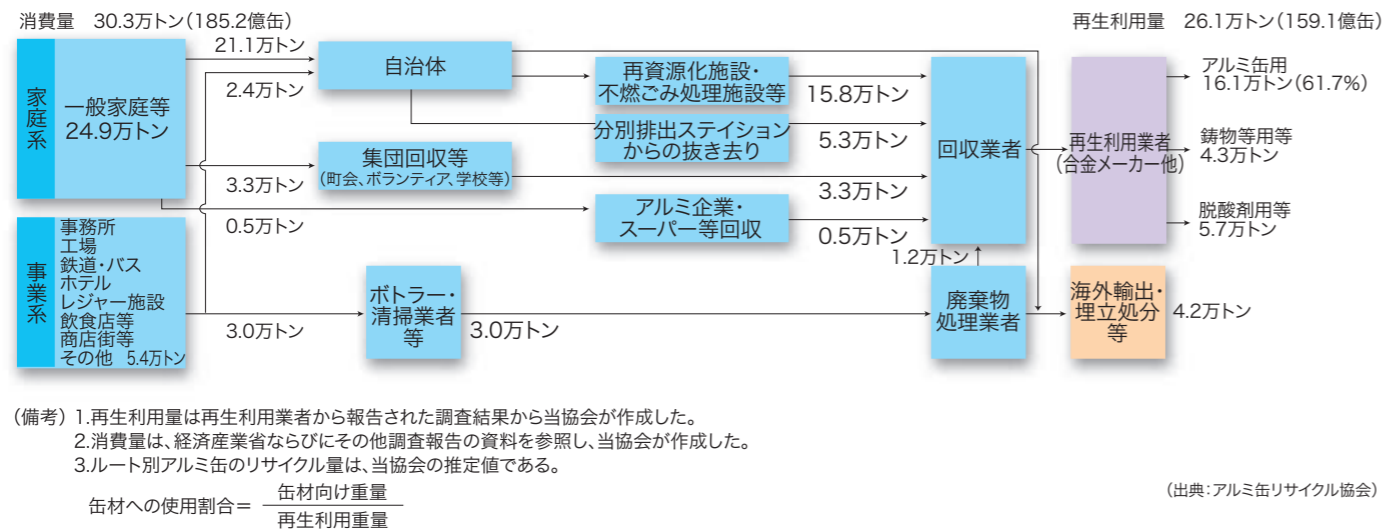 消費量 30.3万トン(185.2億缶)
再生利用量 26.1万トン(159.1億缶)
家庭系
一般家庭等
24.9万トン
21.1万トン
2.4万トン
3.3万トン
0.5万トン
自治体
集団回収等
(町会、ボランティア、学校等)
再資源化施設・
不燃ごみ処理施設等
分別排出ステイション
からの抜き去り
アルミ企業・
スーパー等回収
15.8万トン
5.3万トン
3.3万トン
0.5万トン
1.2万トン
回収業者
再生利用業者
(合金メーカー他)
アルミ缶用
16.1万トン(61.7%)
鋳物等用等
4.3万トン
脱酸剤用等
5.7万トン
事業系
事務所
工場
鉄道・バス
ホテル
レジャー施設
飲食店等
商店街等
その他 5.4万トン
3.0万トン
ボトラー・
清掃業者
等
3.0万トン
廃棄物
処理業者
海外輸出・
埋立処分
等
4.2万トン
(備考) 1.再生利用量は再生利用業者から報告された調査結果から当協会が作成した。
2.消費量は、経済産業省ならびにその他調査報告の資料を参照し、当協会が作成した。
3.ルート別アルミ缶のリサイクル量は、当協会の推定値である。
缶材への使用割合=
缶材向け重量
再生利用重量
(出典:アルミ缶リサイクル協会)